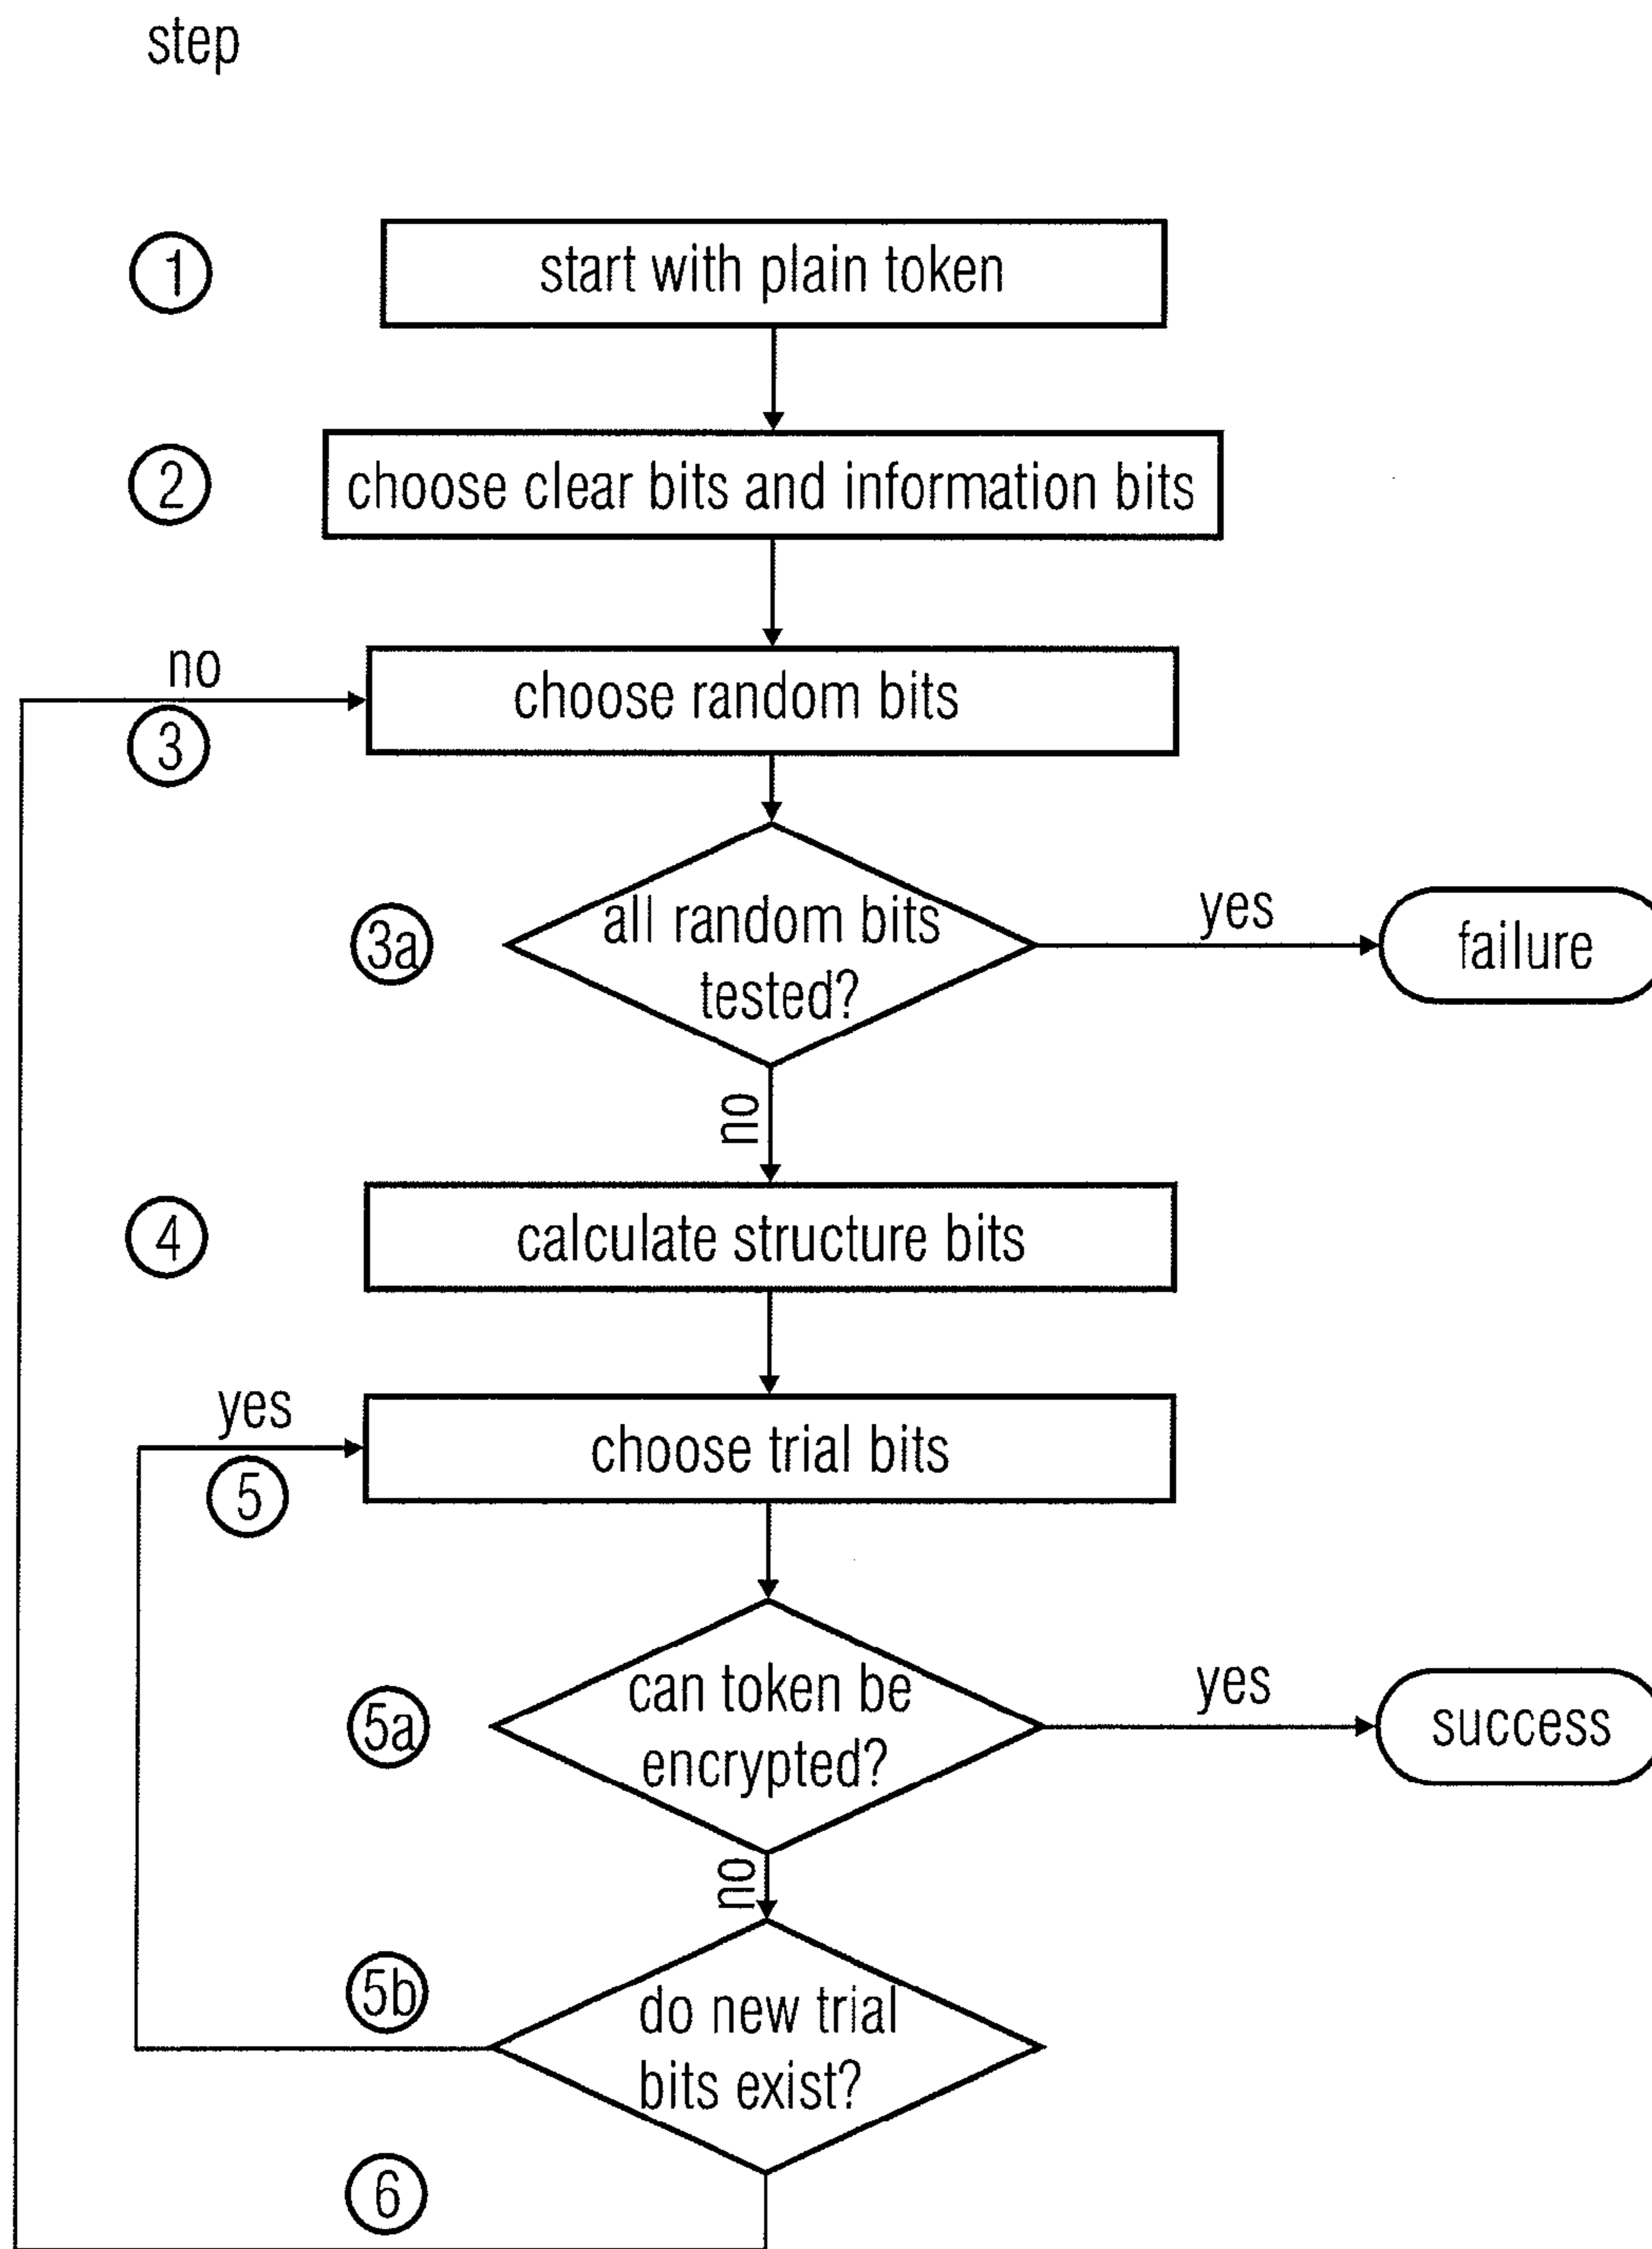 step
1
start with plain token
2
choose clear bits and information bits
no
3
choose random bits
3a
all random bits
tested?
yes
failure
no
4
calculate structure bits
yes
5
choose trial bits
5a
can token be
encrypted?
yes
success
no
5b
do new trial
bits exist?
6